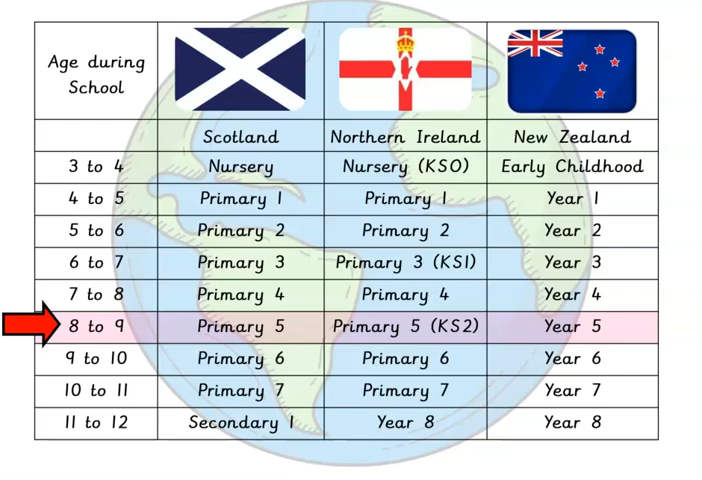 Age during
School
Scotland Northern Ireland New Zealand
3 to 4 Nursery Nursery (KS0) Early Childhood
4 to 5 Primary 1 Primary 1 Year 1
5 to 6 Primary 2 Primary 2 Year 2
6 to 7 Primary 3 Primary 3 (KS1) Year 3
7 to 8 Primary 4 Primary 4 Year 4
8 to 9 Primary 5 Primary 5 (KS2) Year 5
9 to 10 Primary 6 Primary 6 Year 6
10 to 11 Primary 7 Primary 7 Year 7
11 to 12 Secondary 1 Year 8 Year 8